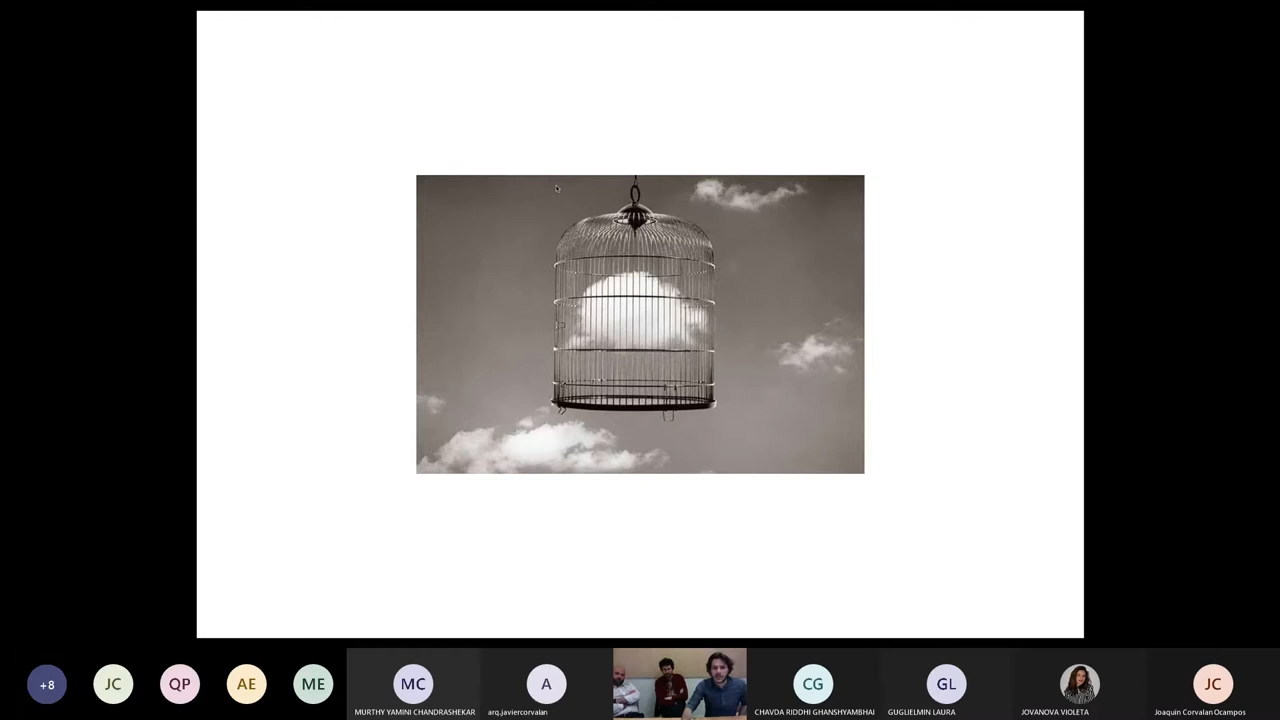 +8
JC
QP
AE
ME
MC
A
CG
GL
JC
MURTHY YAMINI CHANDRASHEKAR
arq.javiercorvalan
CHAVDA RIDDHI GHANSHYAMBHAI
GUGLIELMIN LAURA
JOVANOVA VIOLETA
Joaquin Corvalan Ocampos